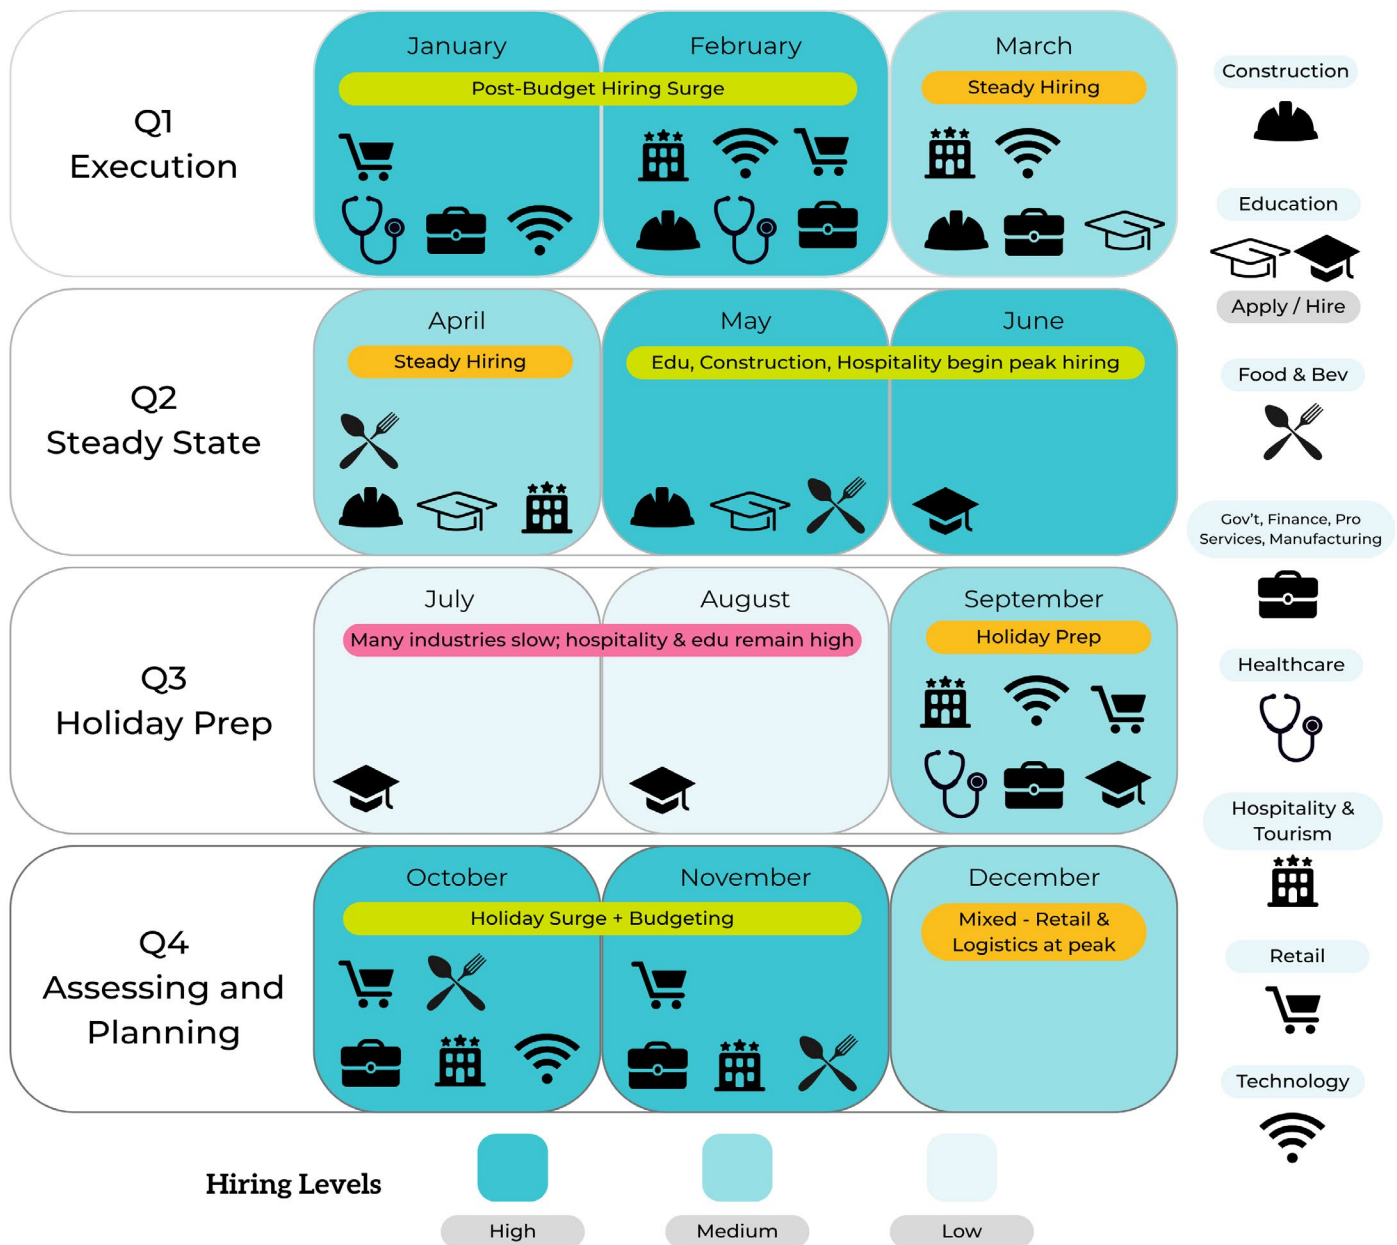 Q1
Execution
January
February
Post-Budget Hiring Surge
March
Steady Hiring
Q2
Steady State
April
Steady Hiring
May
June
Edu, Construction, Hospitality begin peak hiring
Q3
Holiday Prep
July
August
Many industries slow; hospitality & edu remain high
September
Holiday Prep
Q4
Assessing and
Planning
October
November
Holiday Surge + Budgeting
December
Mixed - Retail &
Logistics at peak
Construction
Education
Apply / Hire
Food & Bev
Gov't, Finance, Pro
Services, Manufacturing
Healthcare
Hospitality &
Tourism
Retail
Technology
Hiring Levels
High
Medium
Low